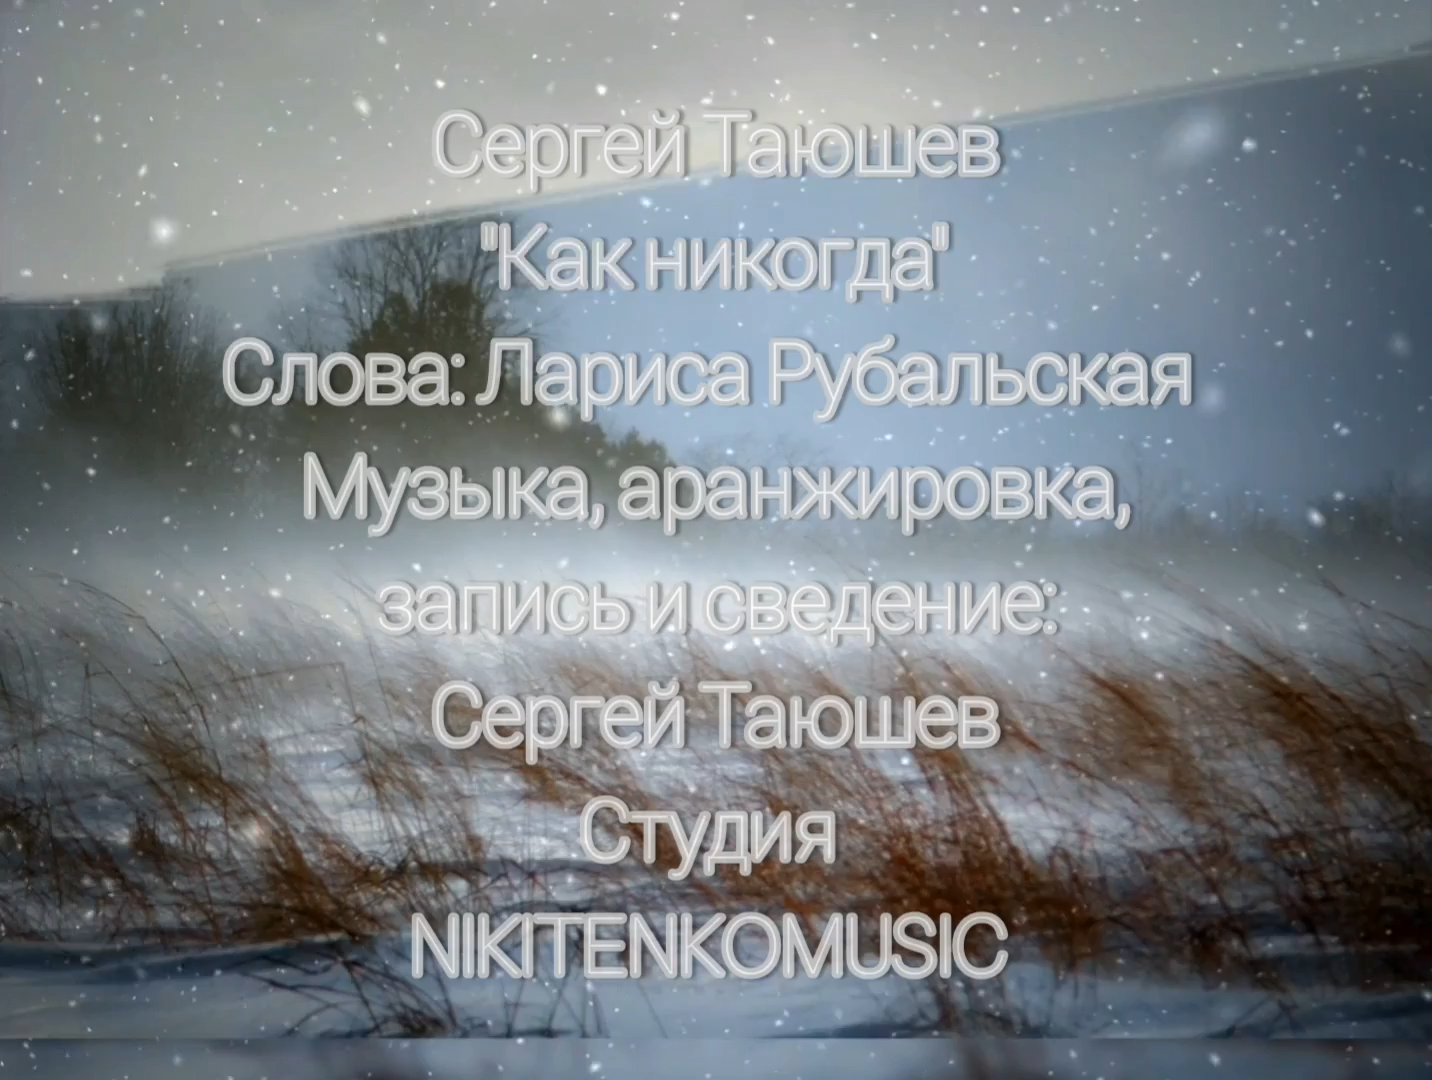 Сергей Таюшев
"Как никогда"
Слова: Лариса Рубальская
Музыка, аранжировка,
запись и сведение:
Сергей Таюшев
Студия
NIKITENKOMUSIC